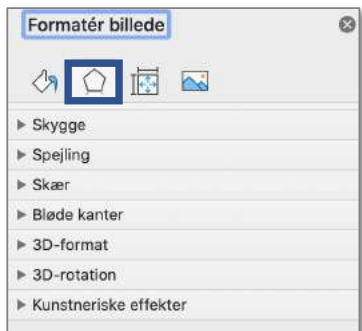 Formatér billede
Skygge
Spejling
Skær
Bløde kanter
3D-format
3D-rotation
Kunstneriske effekter